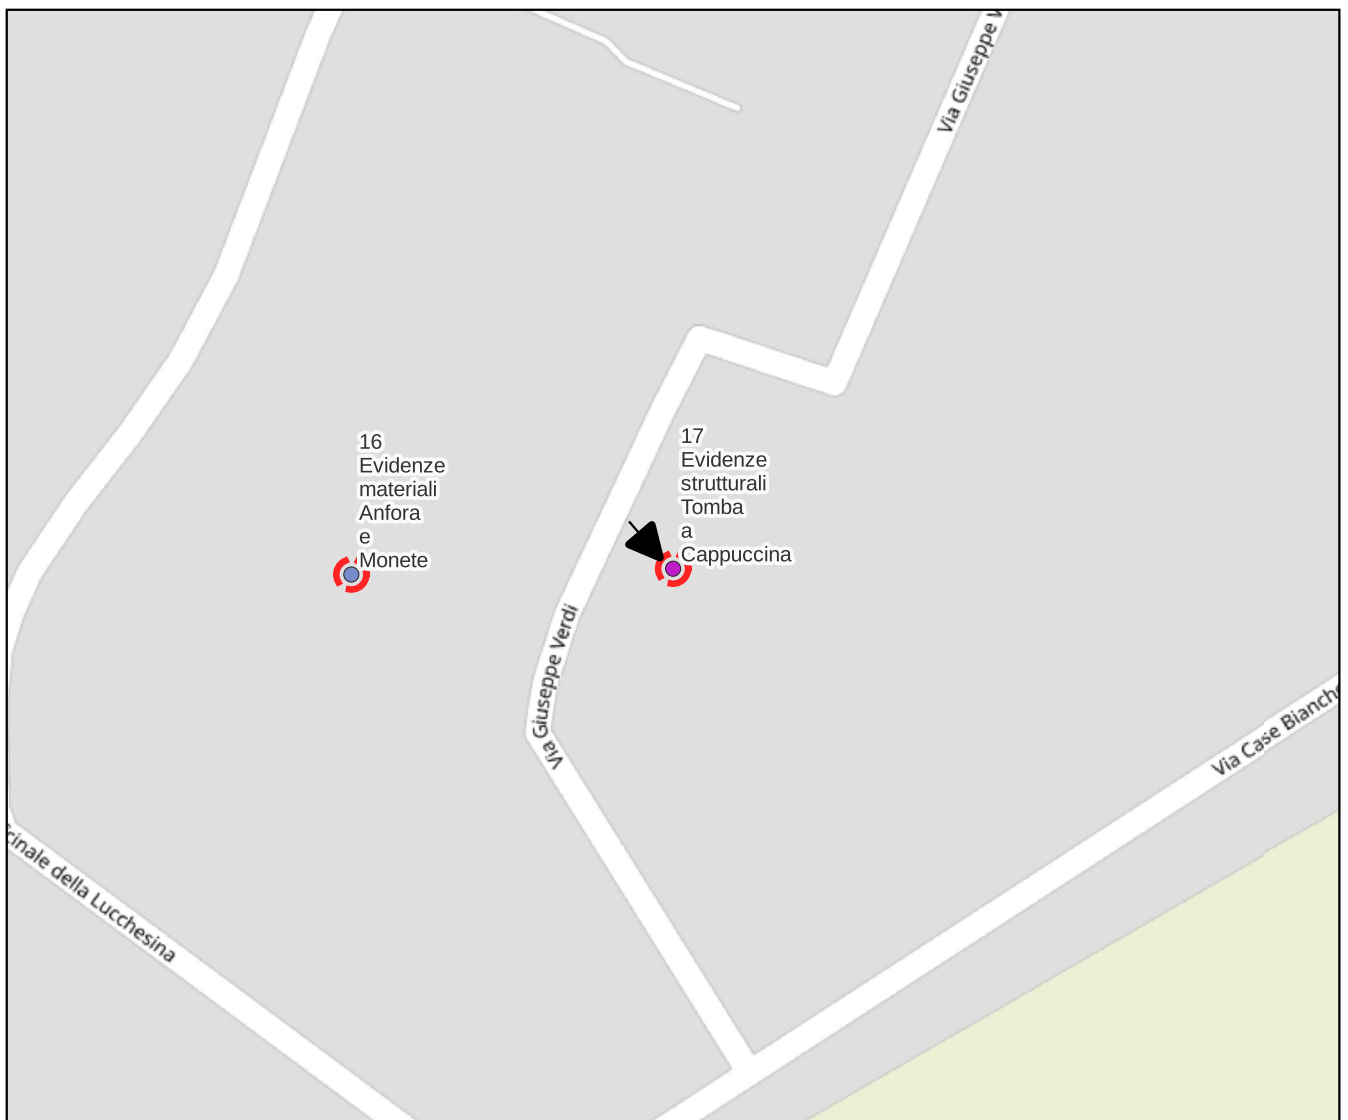 Via Giuseppe V
16
Evidenze
materiali
Anfora
e
Monete
17
Evidenze
strutturali
Tomba
a
Cappuccina
Via Giuseppe Verdi
Via Case Bianche
cinale della Lucchesina